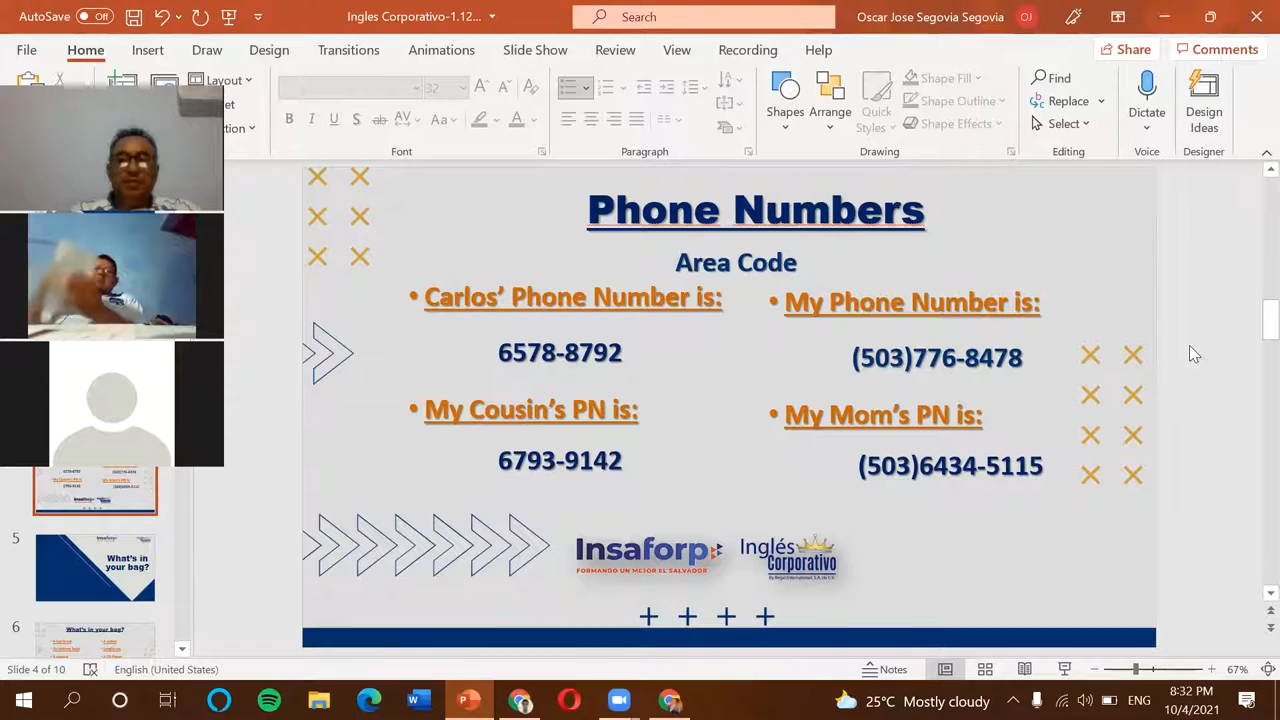 AutoSave Off Ingles Corporativo-1.12... Search Oscar Jose Segovia Segovia OJ
File Home Insert Draw Design Transitions Animations Slide Show Review View Recording Help Share Comments
Layout Shape Fill Find
Shapes Arrange Quick Styles Shape Outline Replace Dictate Design Ideas
B I U S ab AV Aa A Shape Effects Select
Font Paragraph Drawing Editing Voice Designer
Phone Numbers
Area Code
• Carlos' Phone Number is:
6578-8792
• My Cousin's PN is:
6793-9142
• My Phone Number is:
(503)776-8478
• My Mom's PN is:
(503)6434-5115
Insaforp
FORMANDO UN MEJOR EL SALVADOR
Inglés
Corporativo
5
What's in
your bag?
6
What's in your bag?
Slide 4 of 10 English (United States) Notes 67%
25°C Mostly cloudy ENG
8:32 PM
10/4/2021